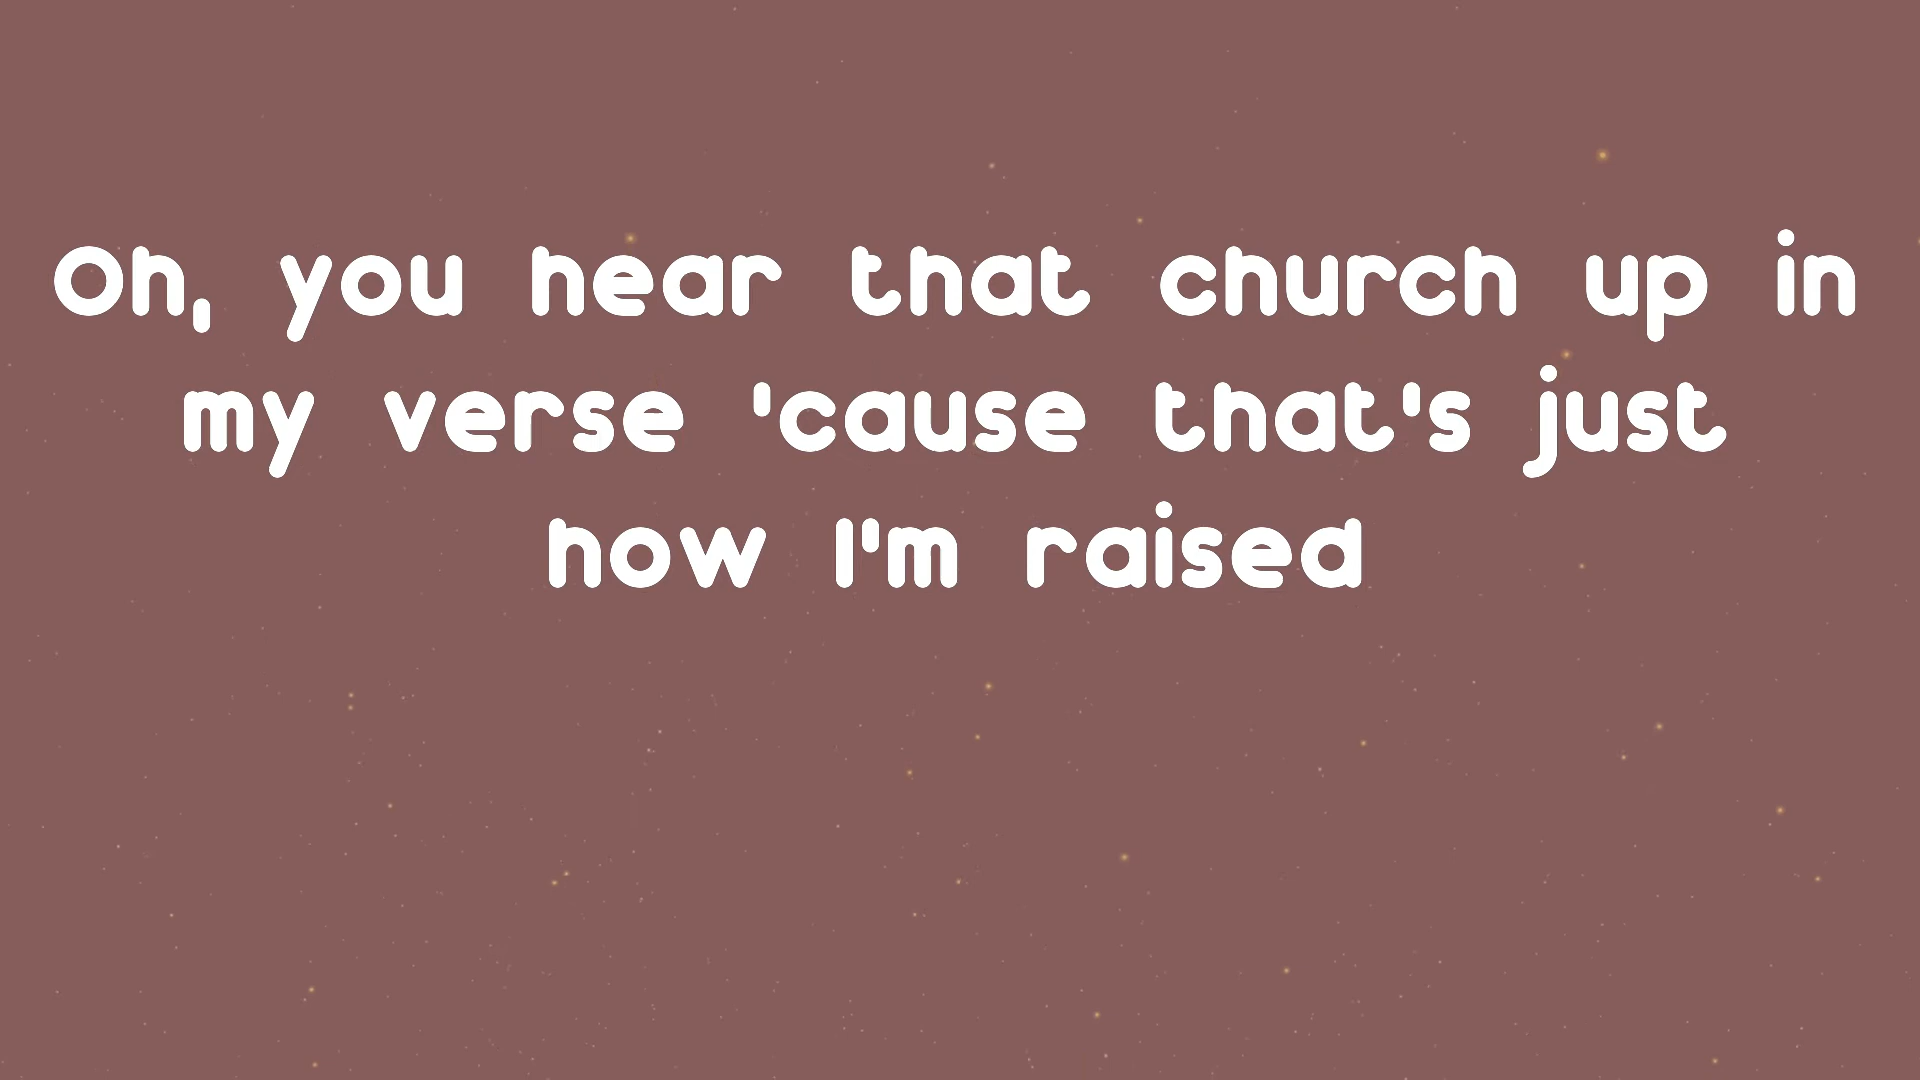 Oh, you hear that church up in
my verse 'cause that's just
how I'm raised